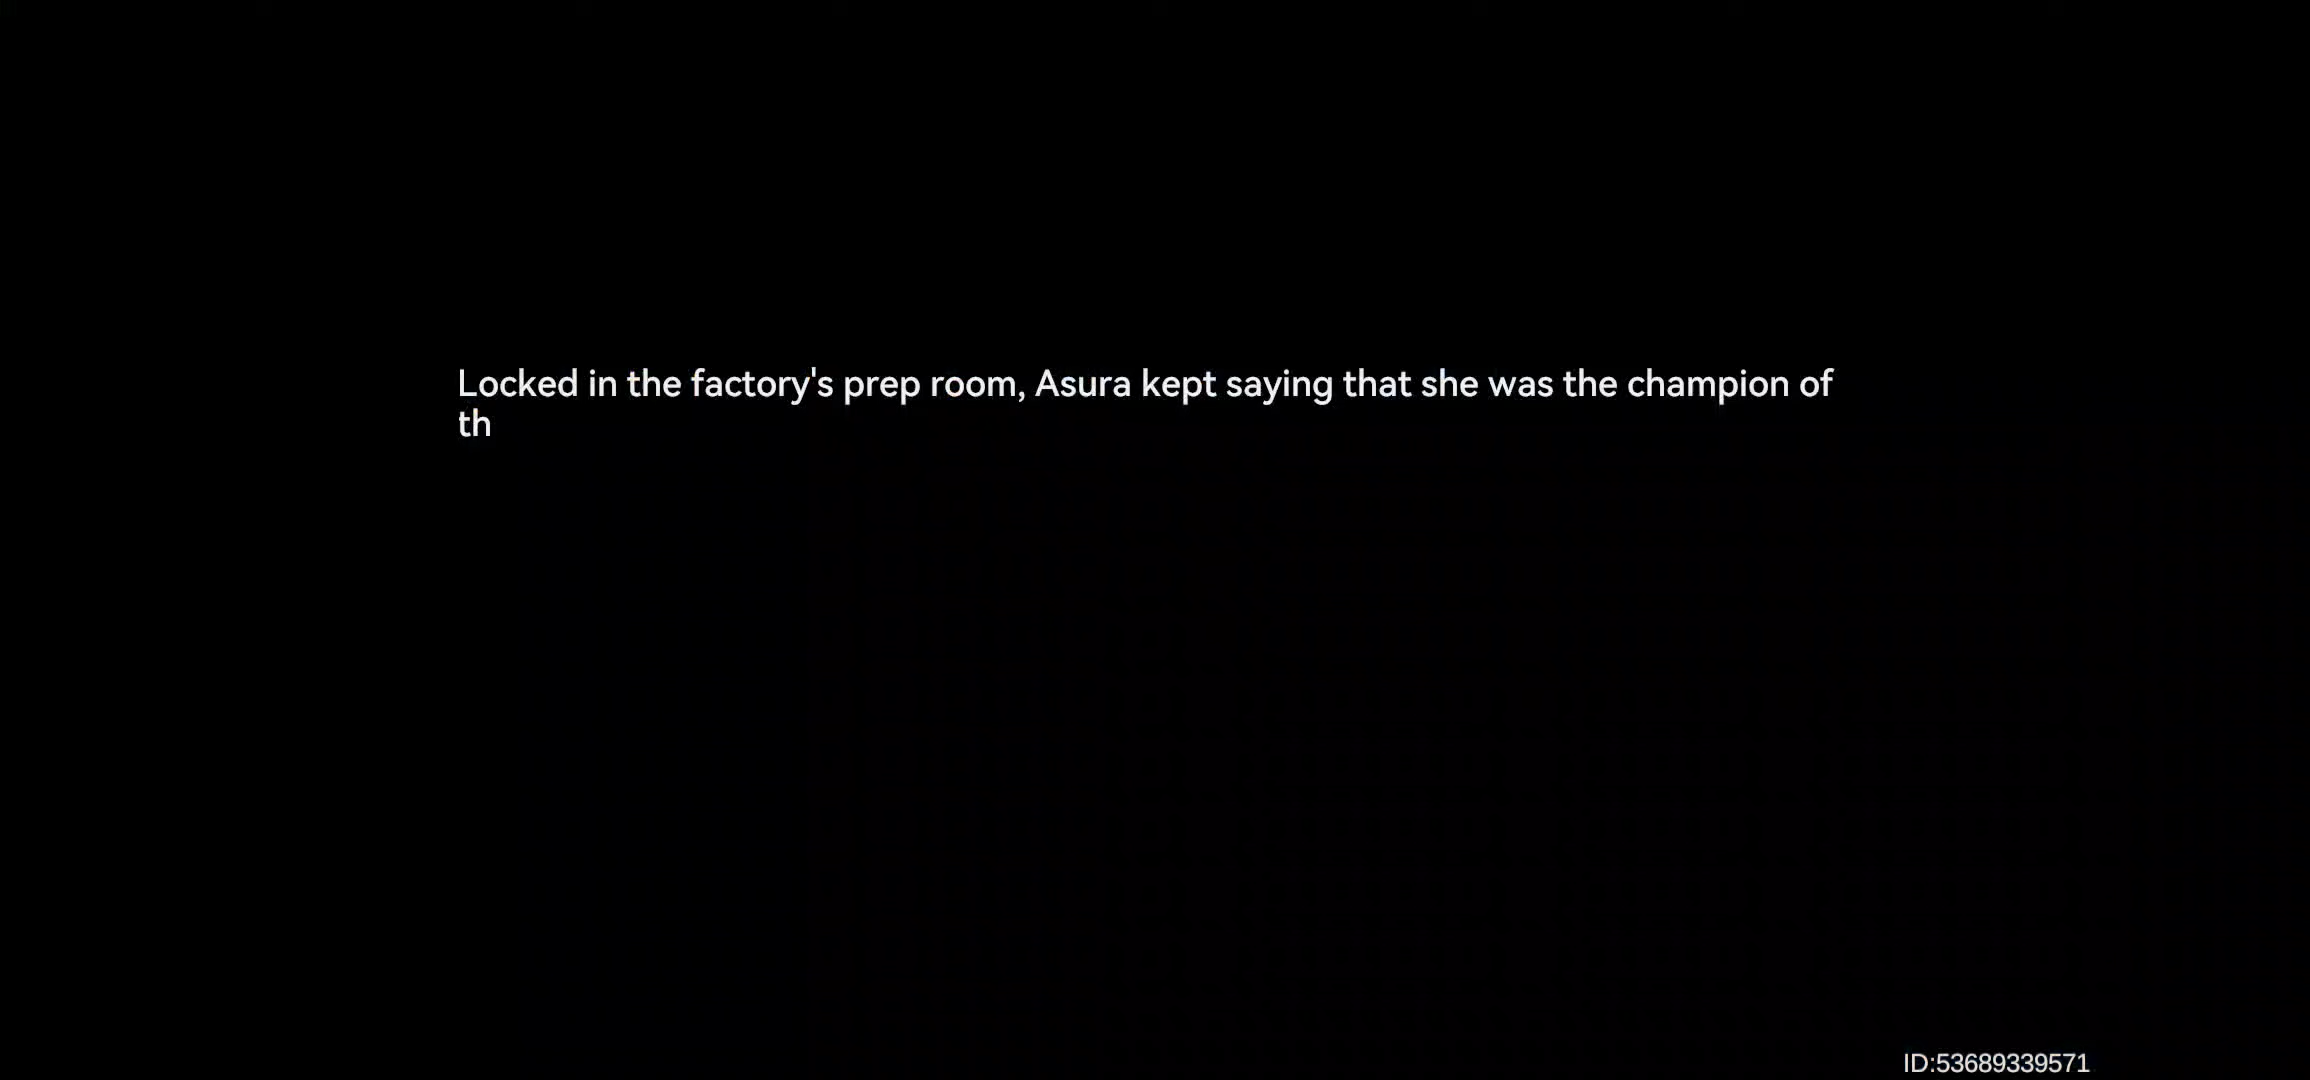 Locked in the factory's prep room, Asura kept saying that she was the champion of
th
ID:53689339571